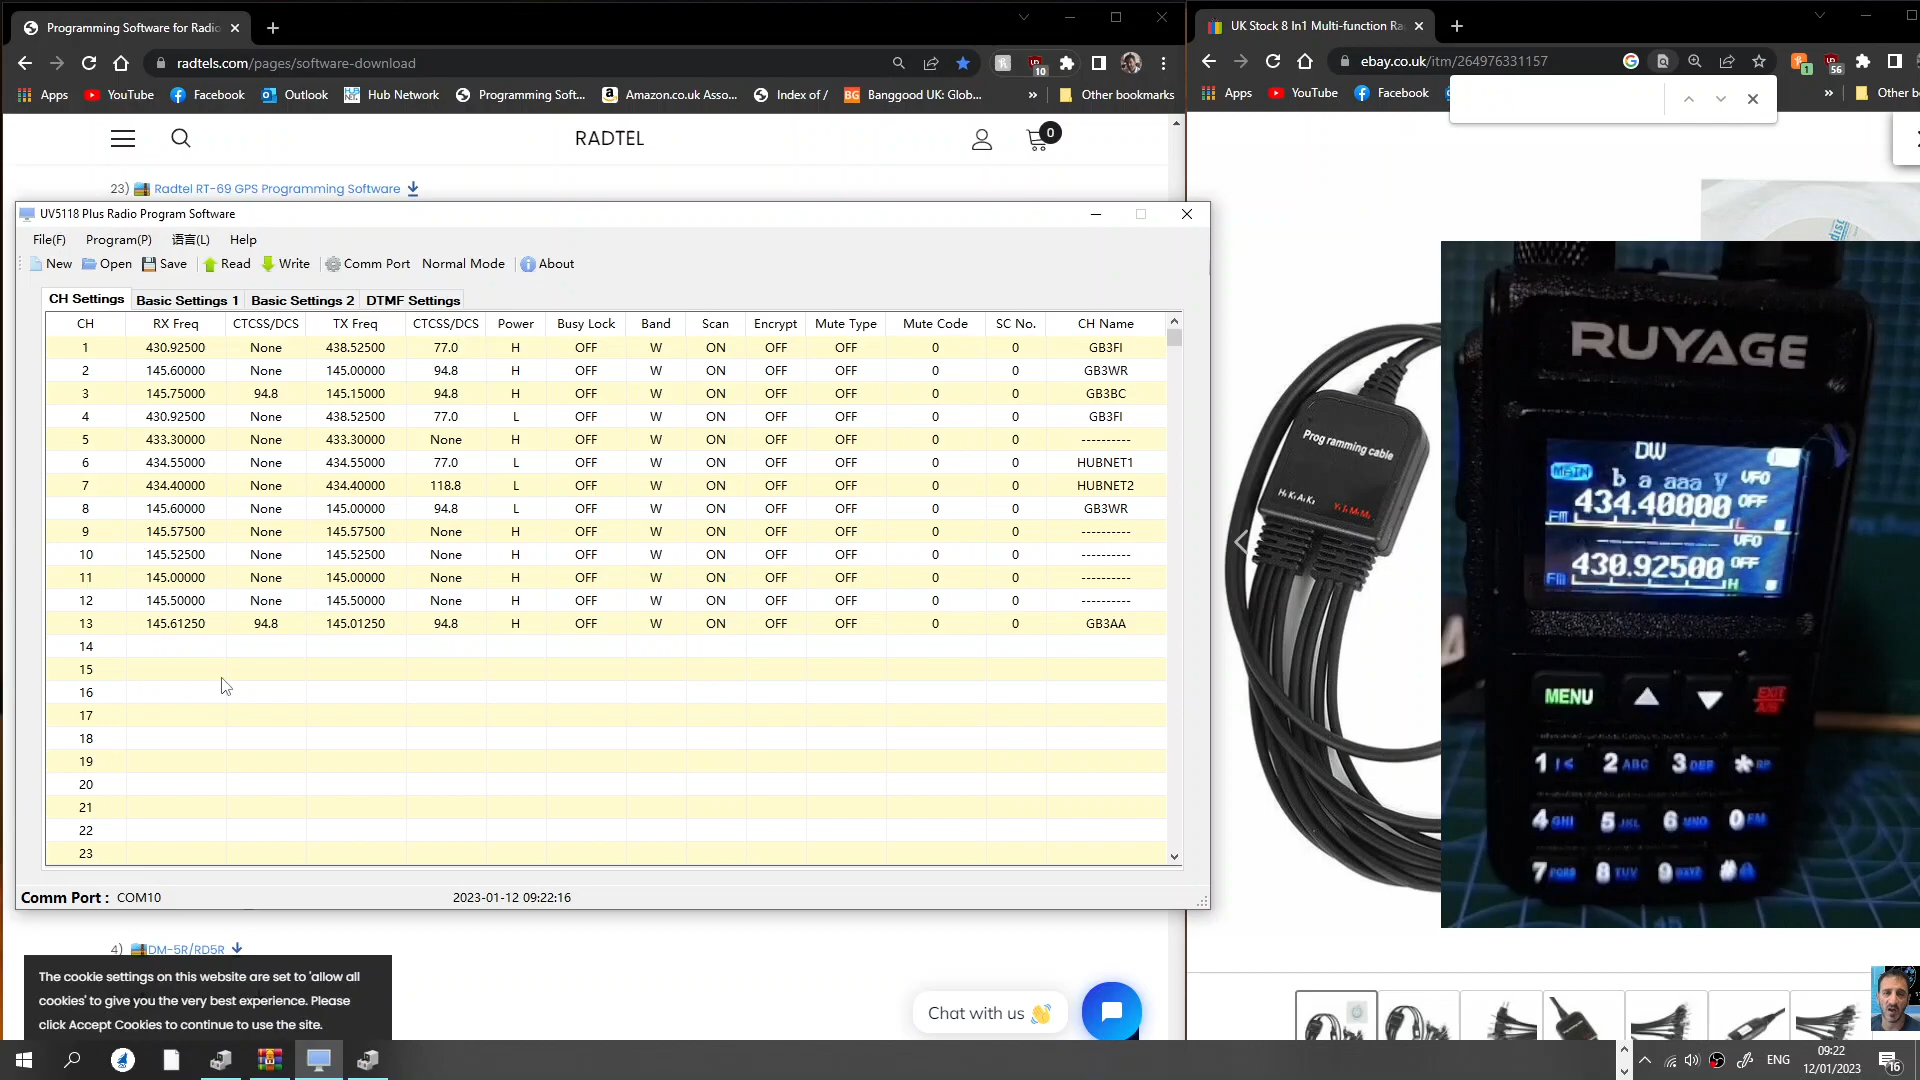 Programming Software for Radio
radtels.com/pages/software-download
10
Apps
YouTube
Facebook
Outlook
Hub Network
Programming Soft...
Amazon.co.uk Asso...
Index of /
Banggood UK: Glob...
»
Other bookmarks
RADTEL
0
23) Radtel RT-69 GPS Programming Software
UV5118 Plus Radio Program Software
File(F) Program(P) 语言(L) Help
New Open Save Read Write Comm Port Normal Mode About
CH Settings Basic Settings 1 Basic Settings 2 DTMF Settings
CH RX Freq CTCSS/DCS TX Freq CTCSS/DCS Power Busy Lock Band Scan Encrypt Mute Type Mute Code SC No. CH Name
1 430.92500 None 438.52500 77.0 H OFF W ON OFF OFF 0 0 GB3FI
2 145.60000 None 145.00000 94.8 H OFF W ON OFF OFF 0 0 GB3WR
3 145.75000 94.8 145.15000 94.8 H OFF W ON OFF OFF 0 0 GB3BC
4 430.92500 None 438.52500 77.0 L OFF W ON OFF OFF 0 0 GB3FI
5 433.30000 None 433.30000 None H OFF W ON OFF OFF 0 0 ----------
6 434.55000 None 434.55000 77.0 L OFF W ON OFF OFF 0 0 HUBNET1
7 434.40000 None 434.40000 118.8 L OFF W ON OFF OFF 0 0 HUBNET2
8 145.60000 None 145.00000 94.8 L OFF W ON OFF OFF 0 0 GB3WR
9 145.57500 None 145.57500 None H OFF W ON OFF OFF 0 0 ----------
10 145.52500 None 145.52500 None H OFF W ON OFF OFF 0 0 ----------
11 145.00000 None 145.00000 None H OFF W ON OFF OFF 0 0 ----------
12 145.50000 None 145.50000 None H OFF W ON OFF OFF 0 0 ----------
13 145.61250 94.8 145.01250 94.8 H OFF W ON OFF OFF 0 0 GB3AA
14
15
16
17
18
19
20
21
22
23
Comm Port : COM10 2023-01-12 09:22:16
4) DM-5R/RD5R
The cookie settings on this website are set to 'allow all
cookies' to give you the very best experience. Please
click Accept Cookies to continue to use the site.
Chat with us
UK Stock 8 In1 Multi-function Ra
ebay.co.uk/itm/264976331157
1
56
Apps
YouTube
Facebook
»
Other b
disc
Programming cable
RUYAGE
DW
MAIN b a aaa y VFO
FM 434.40000 OFF
L
VFO
FM 430.92500 OFF
H
MENU EXIT
A/B
1 2 ABC 3 DEF *
4 GHI 5 JKL 6 MNO 0 FM
7 PQRS 8 TUV 9 WXYZ #
ENG
09:22
12/01/2023
16